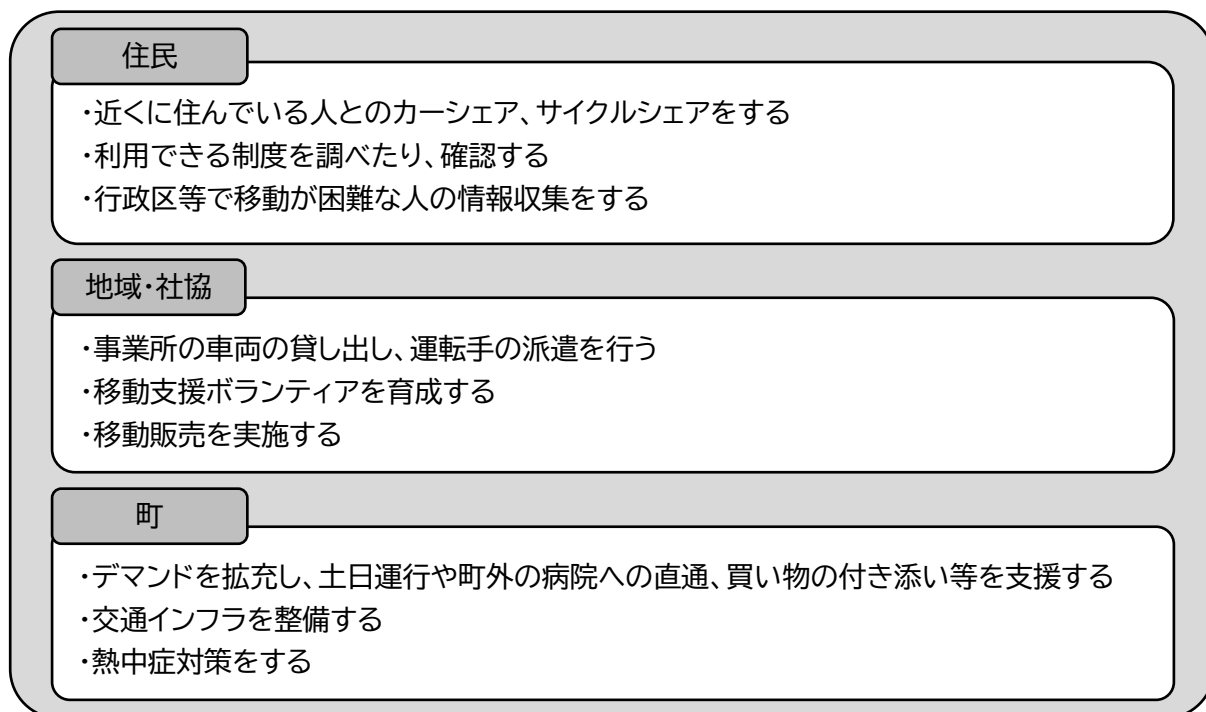 住民
・近くに住んでいる人とのカーシェア、サイクルシェアをする
・利用できる制度を調べたり、確認する
・行政区等で移動が困難な人の情報収集をする
地域・社協
・事業所の車両の貸し出し、運転手の派遣を行う
・移動支援ボランティアを育成する
・移動販売を実施する
町
・デマンドを拡充し、土日運行や町外の病院への直通、買い物の付き添い等を支援する
・交通インフラを整備する
・熱中症対策をする